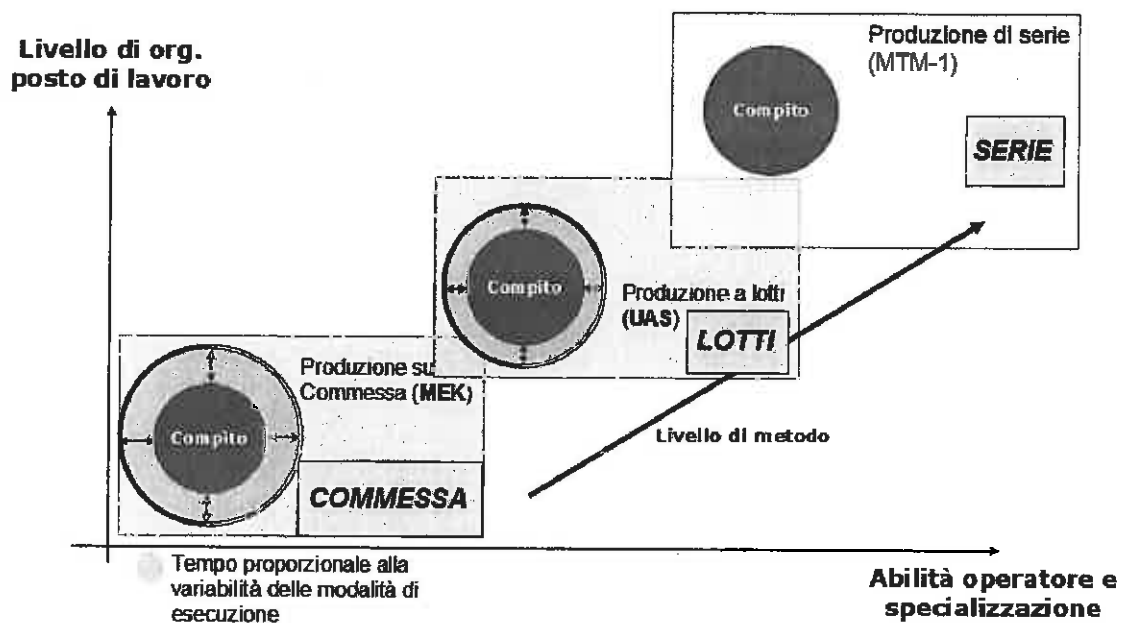 Livello di org.
posto di lavoro
Produzione di serie
(MTM-1)
Compito
SERIE
Compito
Produzione a lotti
(UAS)
LOTTI
Produzione su
Commessa (MEK)
Compito
Livello di metodo
COMMESSA
Tempo proporzionale alla
variabilità delle modalità di
esecuzione
Abilità operatore e
specializzazione